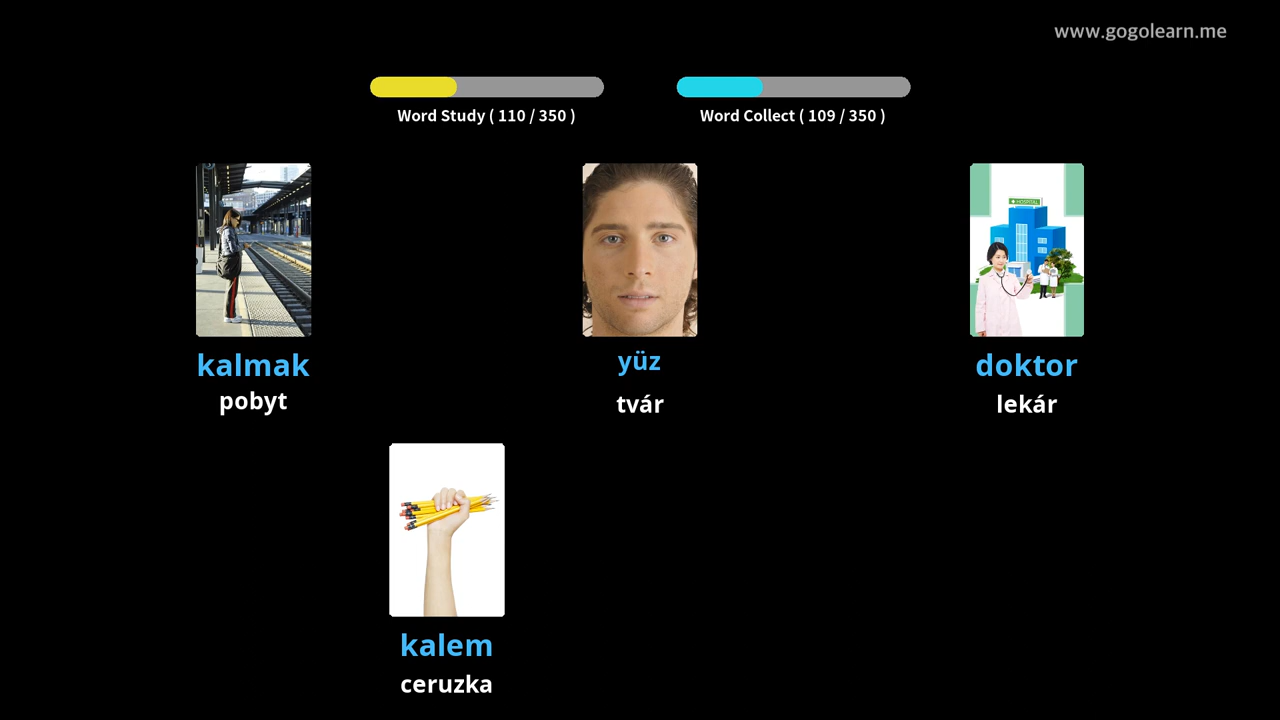 www.gogolearn.me
Word Study ( 110 / 350 )
Word Collect ( 109 / 350 )
HOSPITAL
kalmak
pobyt
yüz
tvár
doktor
lekár
kalem
ceruzka